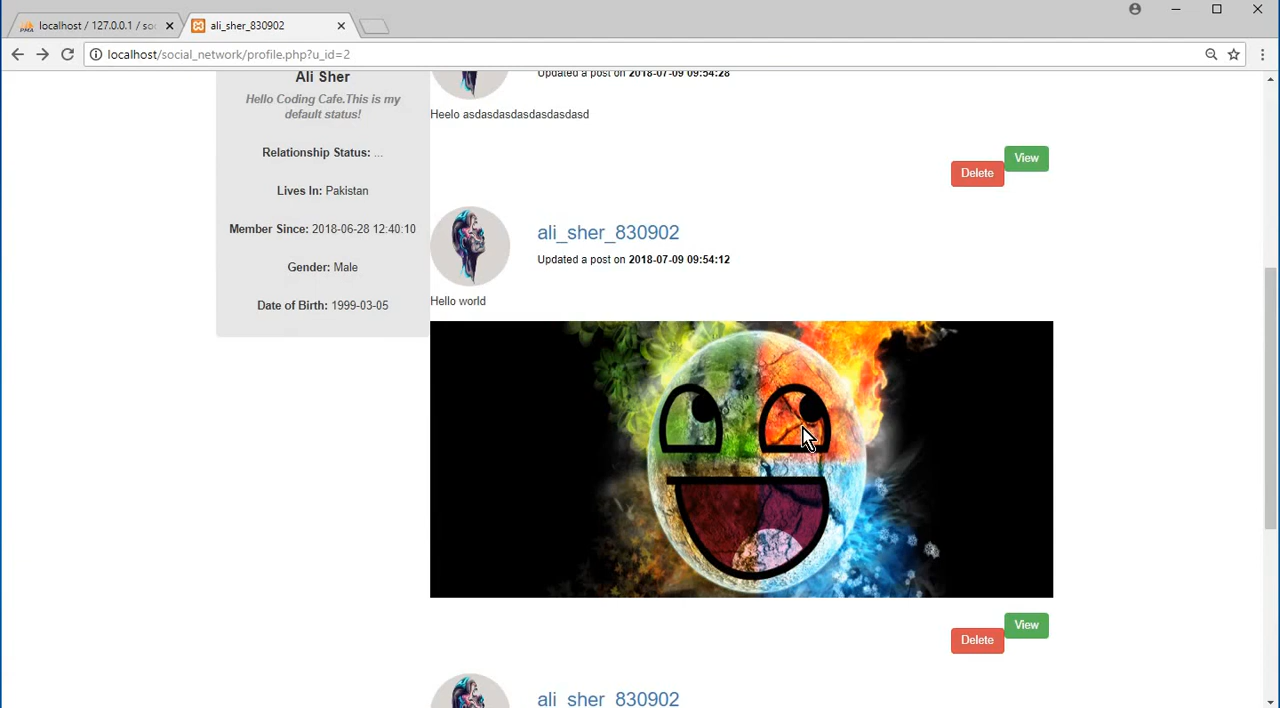 localhost / 127.0.0.1 / soc
ali_sher_830902
localhost/social_network/profile.php?u_id=2
Ali Sher
Hello Coding Cafe.This is my
default status!
Relationship Status: ...
Lives In: Pakistan
Member Since: 2018-06-28 12:40:10
Gender: Male
Date of Birth: 1999-03-05
Updated a post on 2018-07-09 09:54:28
Heelo asdasdasdasdasdasdasd
View
Delete
ali_sher_830902
Updated a post on 2018-07-09 09:54:12
Hello world
View
Delete
ali_sher_830902